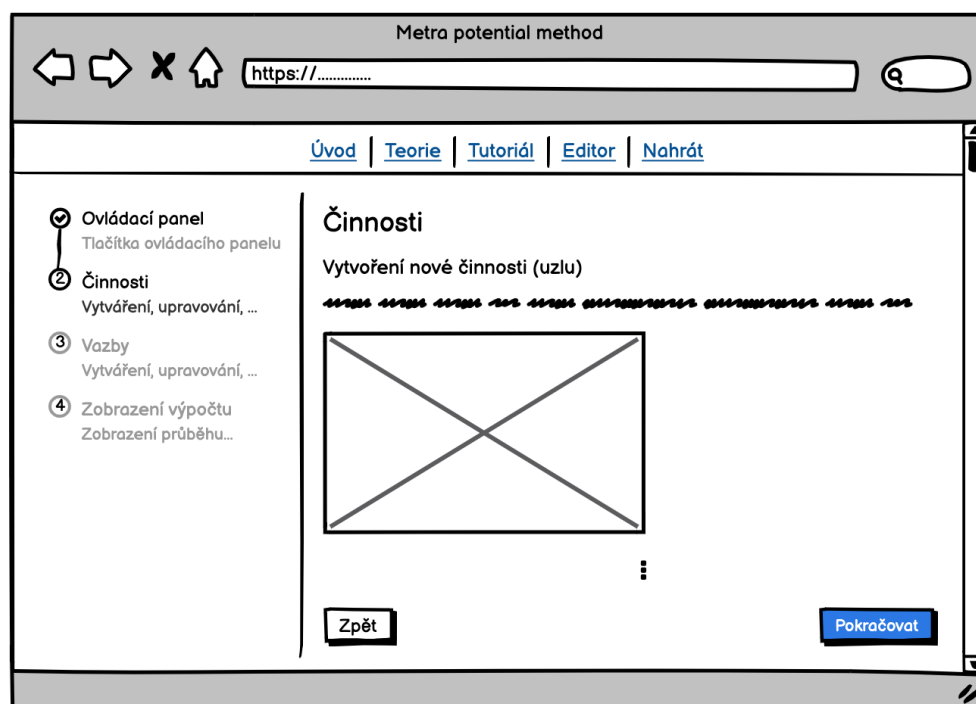 Metra potential method
https://..............
Úvod Teorie Tutoriál Editor Nahrát
Ovládací panel
Tlačítka ovládacího panelu
2 Činnosti
Vytváření, upravování, ...
3 Vazby
Vytváření, upravování, ...
4 Zobrazení výpočtu
Zobrazení průběhu...
Činnosti
Vytvoření nové činnosti (uzlu)
Zpět
Pokračovat